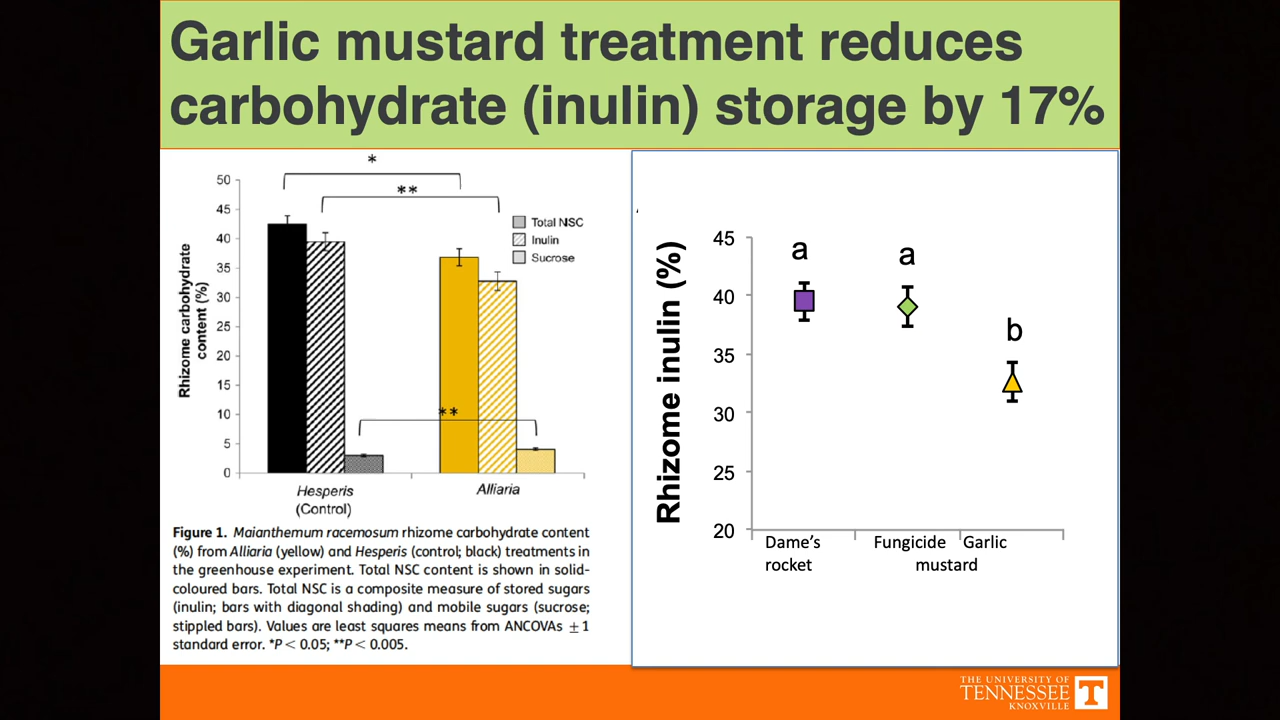 Garlic mustard treatment reduces
carbohydrate (inulin) storage by 17%
*
**
50
45
40
35
30
25
20
15
10
5
0
Rhizome carbohydrate
content (%)
Total NSC
Inulin
Sucrose
**
Hesperis
(Control)
Alliaria
Figure 1. Maianthemum racemosum rhizome carbohydrate content
(%) from Alliaria (yellow) and Hesperis (control; black) treatments in
the greenhouse experiment. Total NSC content is shown in solid-
coloured bars. Total NSC is a composite measure of stored sugars
(inulin; bars with diagonal shading) and mobile sugars (sucrose;
stippled bars). Values are least squares means from ANCOVAs ±1
standard error. *P < 0.05; **P < 0.005.
Rhizome inulin (%)
45
40
35
30
25
20
a
a
b
Dame's
rocket
Fungicide
Garlic
mustard
THE UNIVERSITY OF
TENNESSEE
KNOXVILLE
T